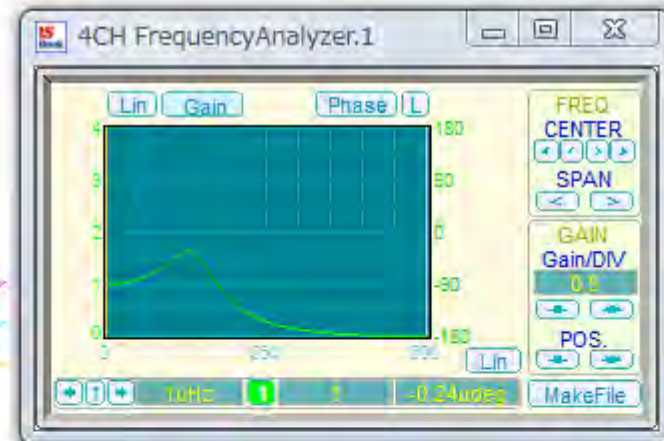 4CH FrequencyAnalyzer.1
Lin Gain Phase L
FREQ
CENTER
SPAN
< >
GAIN
Gain/DIV
0.5
POS.
4 180
3 90
2 0
1 -90
0 -180
0 250
Lin
10Hz 1 1 -0.24udeg MakeFile